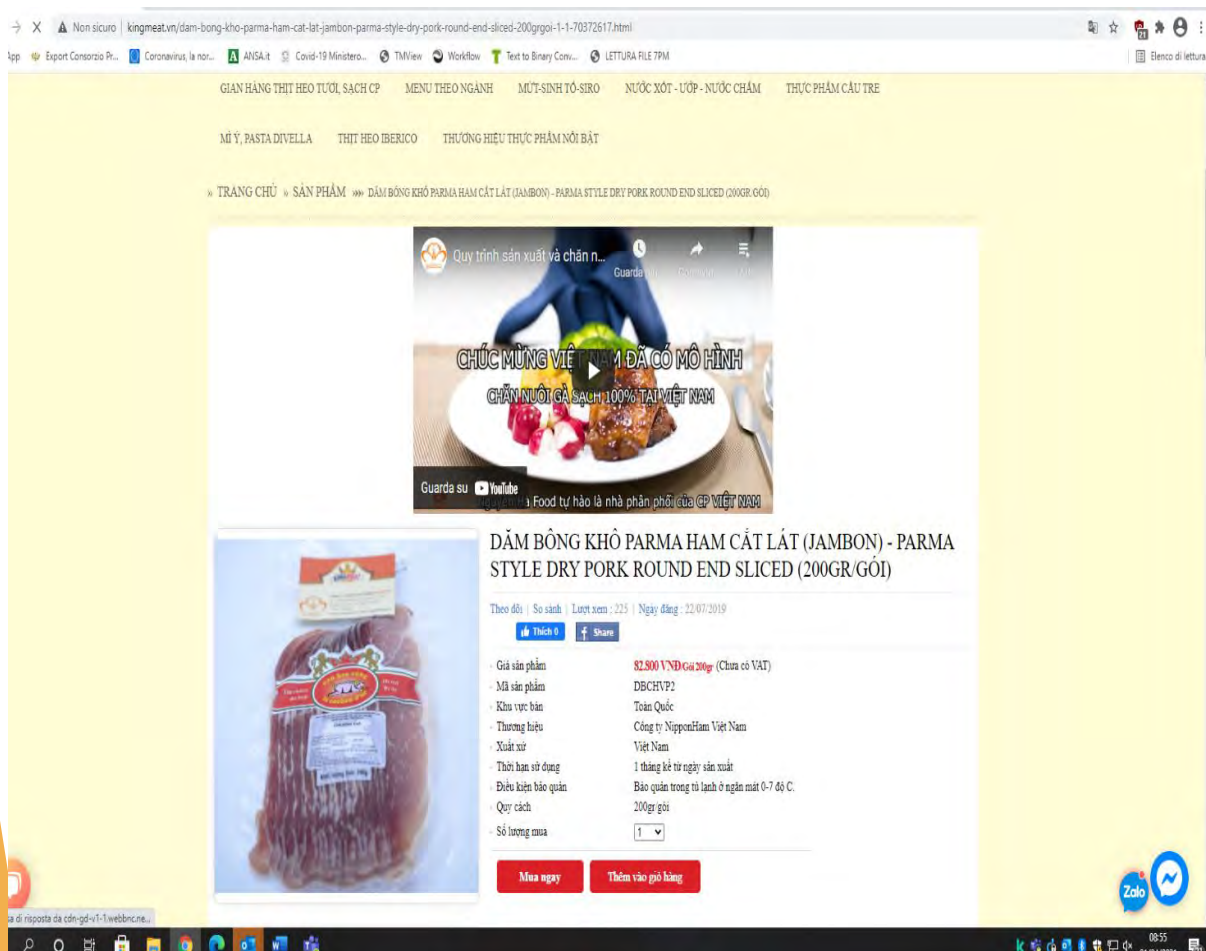 Non sicuro | kingmeat.vn/dam-bong-kho-parma-ham-cat-lat-jambon-parma-style-dry-pork-round-end-sliced-200grgoi-1-1-70372617.html
App Export Consorzio Pr... Coronavirus, la nor... ANSA.it Covid-19 Ministero... TMView Workflow Text to Binary Conv... LETTURA FILE 7PM Elenco di lettura
GIAN HÀNG THỊT HEO TƯƠI, SẠCH CP MENU THEO NGÀNH MỨT-SINH TỐ-SIRO NƯỚC XỐT - ƯỚP - NƯỚC CHẤM THỰC PHẨM CẦU TRE
MÌ Ý, PASTA DIVELLA THỊT HEO IBERICO THƯƠNG HIỆU THỰC PHẨM NỔI BẬT
» TRANG CHỦ » SẢN PHẨM »» DĂM BÔNG KHÔ PARMA HAM CẮT LÁT (JAMBON) - PARMA STYLE DRY PORK ROUND END SLICED (200GR/GÓI)
Quy trình sản xuất và chăn n...
Guarda
CHÚC MỪNG VIỆT NAM ĐÃ CÓ MÔ HÌNH
CHĂN NUÔI GÀ SẠCH 100% TẠI VIỆT NAM
Guarda su YouTube
Food tự hào là nhà phân phối của CP VIỆT NAM
DĂM BÔNG KHÔ PARMA HAM CẮT LÁT (JAMBON) - PARMA
STYLE DRY PORK ROUND END SLICED (200GR/GÓI)
Theo dõi | So sánh | Lượt xem : 225 | Ngày đăng : 22/07/2019
Thích 0 Share
Giá sản phẩm 82.800 VNĐ/Gói 200gr (Chưa có VAT)
Mã sản phẩm DBCHVP2
Khu vực bán Toàn Quốc
Thương hiệu Công ty NipponHam Việt Nam
Xuất xứ Việt Nam
Thời hạn sử dụng 1 tháng kể từ ngày sản xuất
Điều kiện bảo quản Bảo quản trong tủ lạnh ở ngăn mát 0-7 độ C.
Quy cách 200gr/gói
Số lượng mua 1
Mua ngay Thêm vào giỏ hàng
Zalo
sa di risposta da cdn-gd-v1-1.webbnc.ne...
08:55